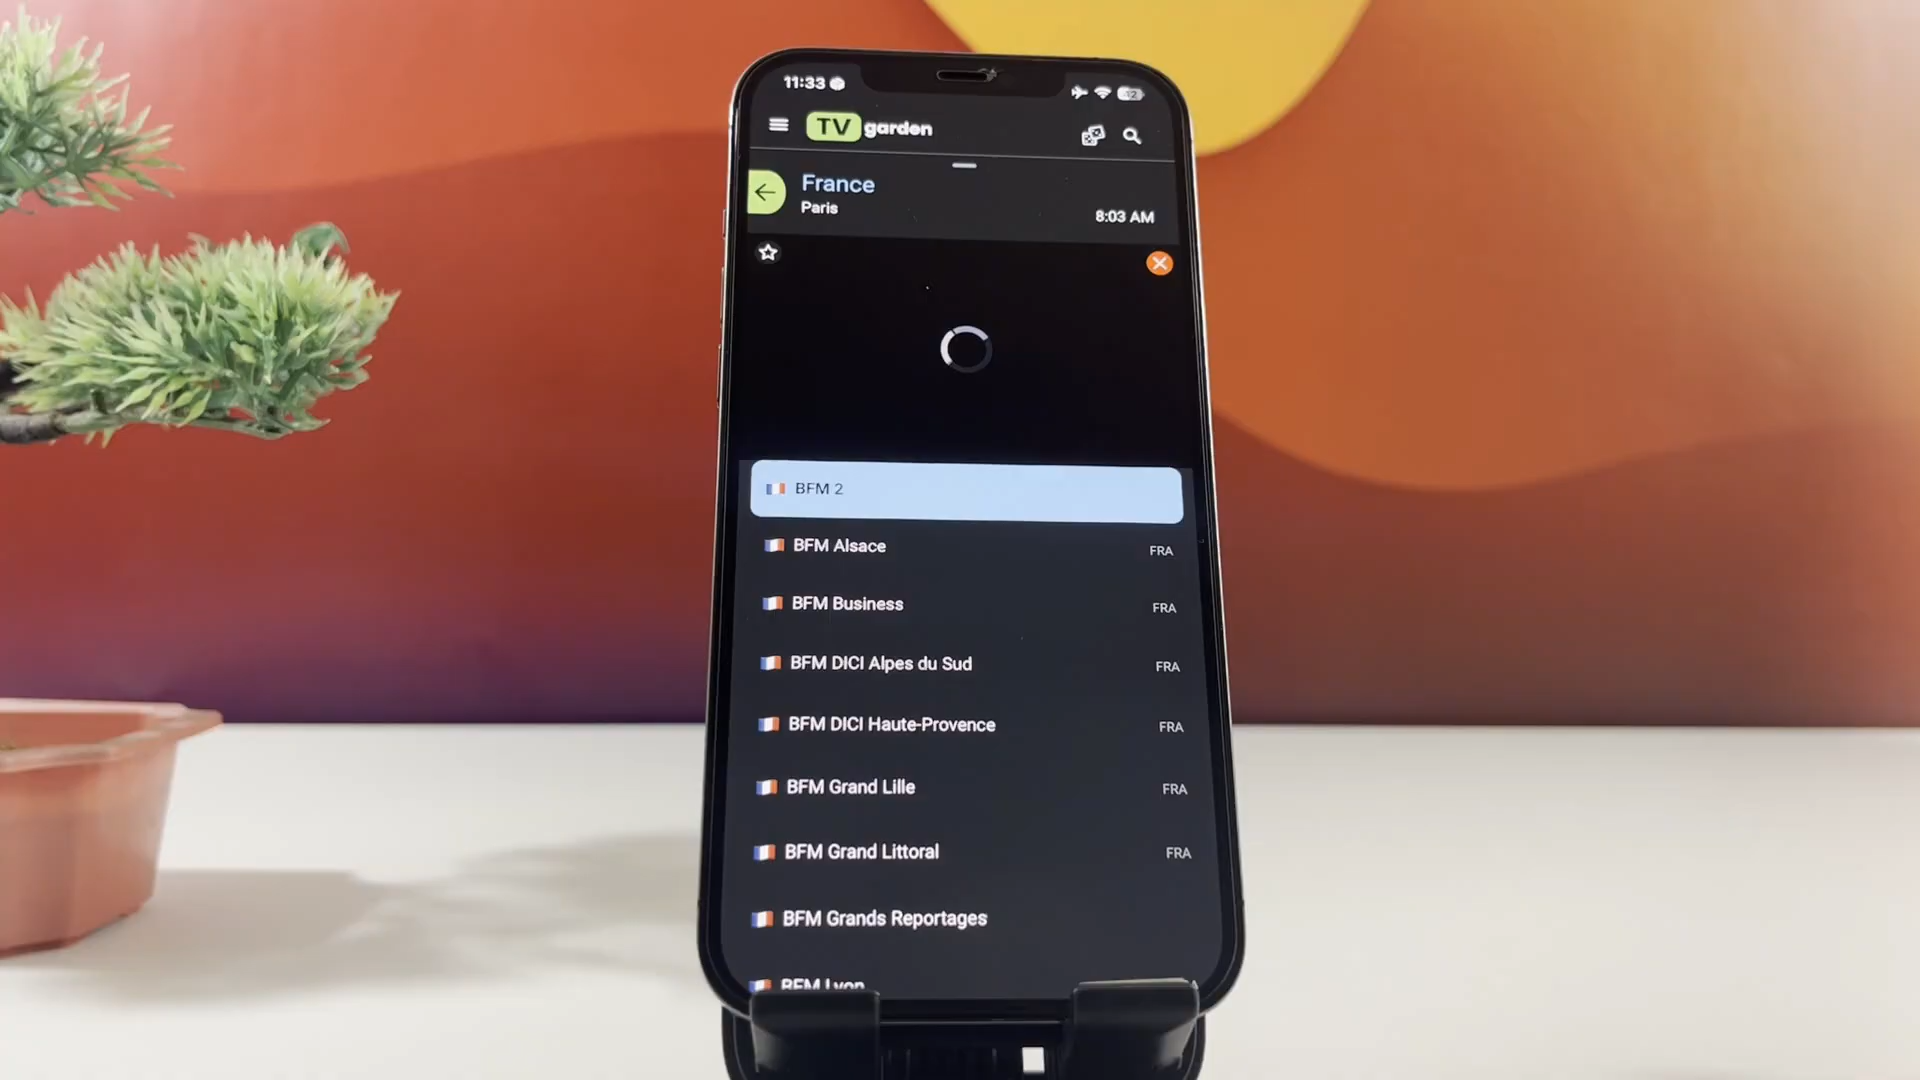 11:33
12
TV garden
France
Paris
8:03 AM
BFM 2
BFM Alsace FRA
BFM Business FRA
BFM DICI Alpes du Sud FRA
BFM DICI Haute-Provence FRA
BFM Grand Lille FRA
BFM Grand Littoral FRA
BFM Grands Reportages
BFM Lyon